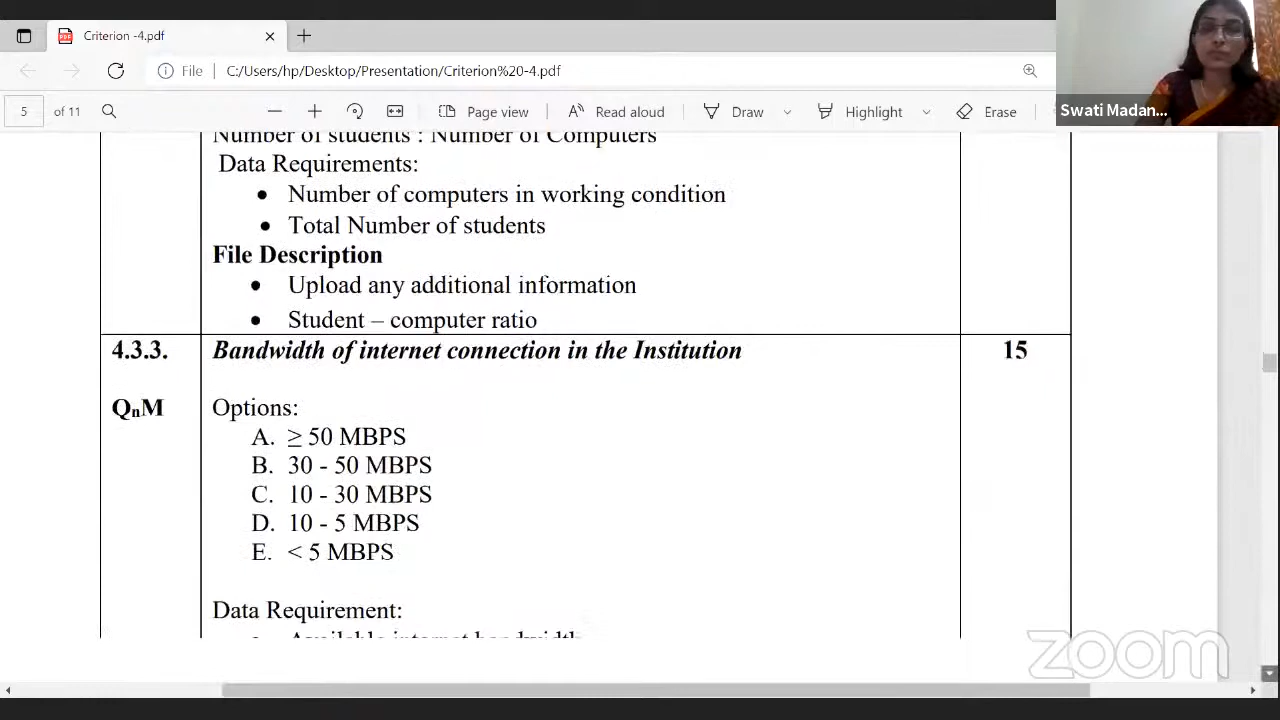 Criterion -4.pdf
File C:/Users/hp/Desktop/Presentation/Criterion%20-4.pdf
5 of 11 Page view Read aloud Draw Highlight Erase
Swati Madan...
Number of students : Number of Computers
Data Requirements:
• Number of computers in working condition
• Total Number of students
File Description
• Upload any additional information
• Student – computer ratio
4.3.3. Bandwidth of internet connection in the Institution 15
QnM Options:
A. ≥ 50 MBPS
B. 30 - 50 MBPS
C. 10 - 30 MBPS
D. 10 - 5 MBPS
E. < 5 MBPS
Data Requirement:
• Available internet bandwidth
zoom